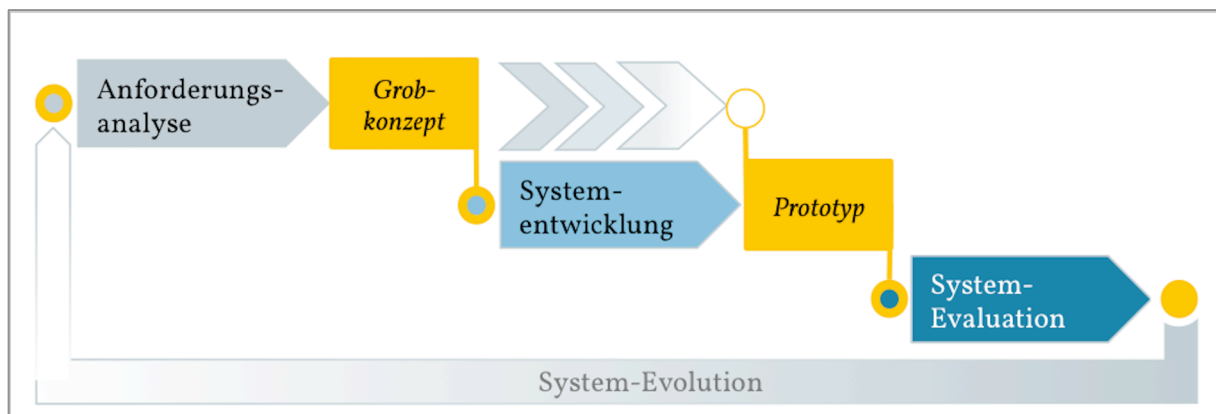 Anforderungs-
analyse
Grob-
konzept
System-
entwicklung
Prototyp
System-
Evaluation
System-Evolution